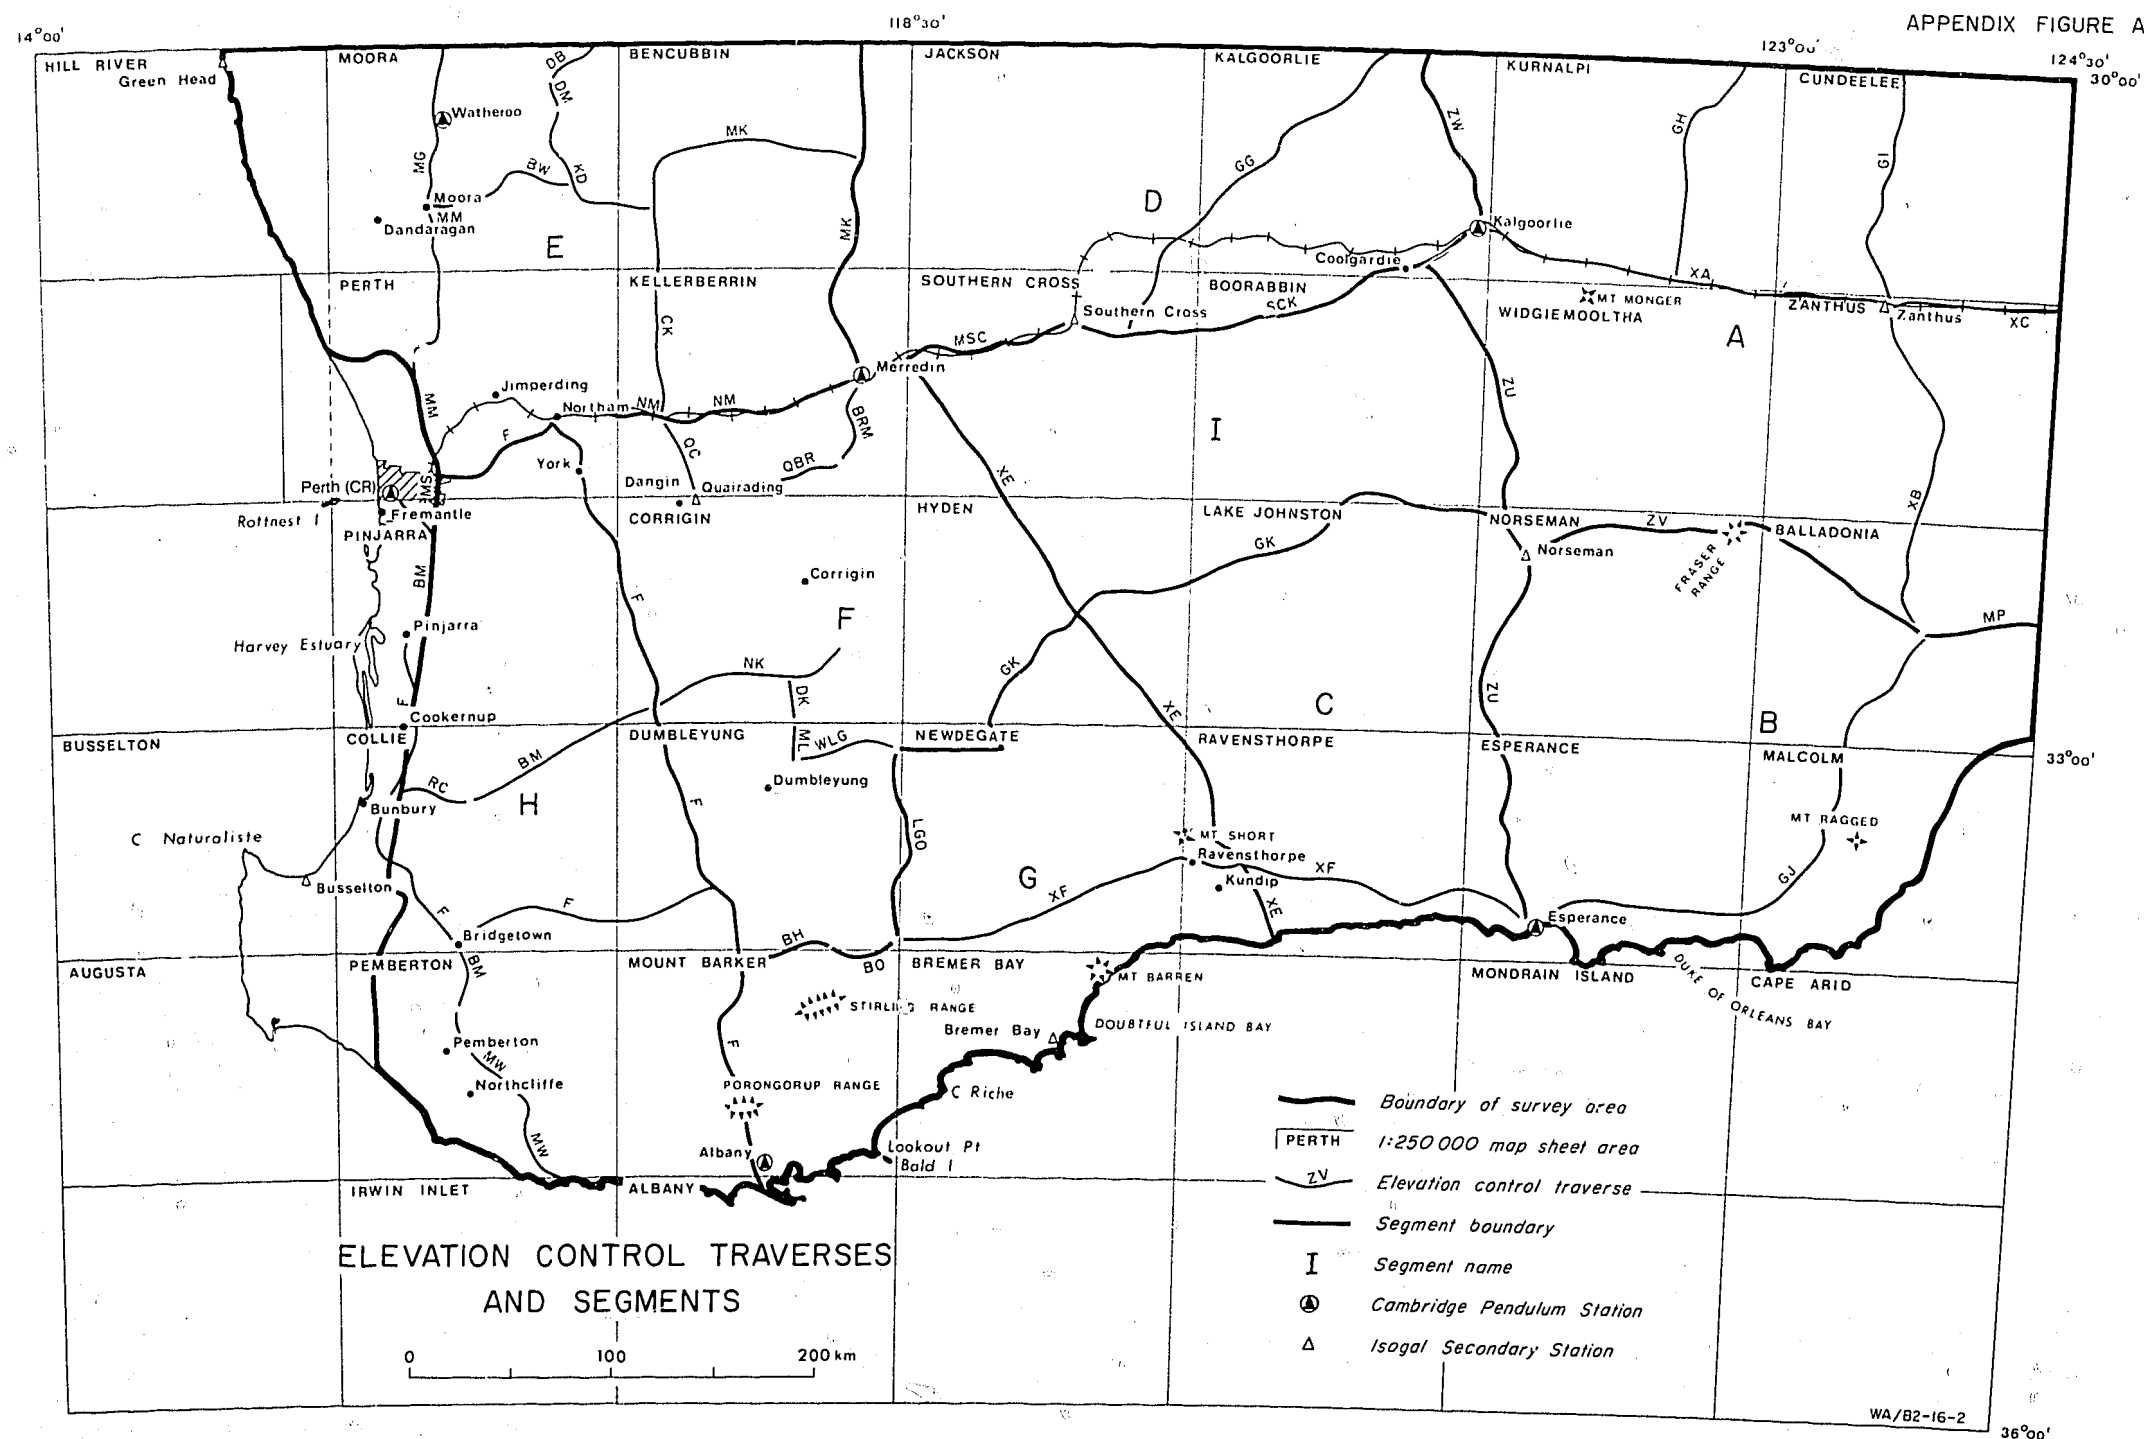 APPENDIX FIGURE A
14°00'
118°30'
123°00'
124°30'
30°00'
HILL RIVER
MOORA
BENCUBBIN
JACKSON
KALGOORLIE
KURNALPI
CUNDEELEE
Green Head
DB
DM
Watheroo
MG
BW
KD
MK
MK
GG
ZW
GH
GI
Moora
MM
Dandaragan
E
D
Kalgoorlie
Coolgardie
XA
PERTH
KELLERBERRIN
SOUTHERN CROSS
BOORABBIN
SCK
MT MONGER
WIDGIEMOOLTHA
ZANTHUS
Zanthus
XC
Southern Cross
CK
MSC
A
Merredin
Jimperding
MM
Northam
NM
NM
BRM
ZU
F
York
QC
QBR
I
XE
Dangin
Quairading
Perth (CR)
MS
Rottnest I
Fremantle
PINJARRA
CORRIGIN
HYDEN
LAKE JOHNSTON
NORSEMAN
ZV
BALLADONIA
XB
GK
Norseman
FRASER RANGE
BM
Corrigin
F
F
MP
Pinjarra
Harvey Estuary
NK
GK
DK
C
ZU
B
F
Cookernup
XE
BUSSELTON
COLLIE
DUMBLEYUNG
ML
WLG
NEWDEGATE
RAVENSTHORPE
ESPERANCE
MALCOLM
33°00'
BM
RC
H
Dumbleyung
Bunbury
F
LGO
C Naturaliste
MT SHORT
Ravensthorpe
MT RAGGED
Busselton
Kundip
XF
G
XF
XE
GJ
F
F
Bridgetown
Esperance
BH
BO
AUGUSTA
PEMBERTON
BM
MOUNT BARKER
BREMER BAY
MT BARREN
MONDRAIN ISLAND
DUKE OF ORLEANS BAY
CAPE ARID
STIRLING RANGE
Bremer Bay
DOUBTFUL ISLAND BAY
F
Pemberton
MW
Northcliffe
PORONGORUP RANGE
C Riche
MW
Albany
Lookout Pt
Bald I
IRWIN INLET
ALBANY
Boundary of survey area
PERTH
1:250 000 map sheet area
ZV
Elevation control traverse
Segment boundary
I
Segment name
Cambridge Pendulum Station
Isogal Secondary Station
ELEVATION CONTROL TRAVERSES
AND SEGMENTS
0 100 200 km
WA/B2-16-2
36°00'